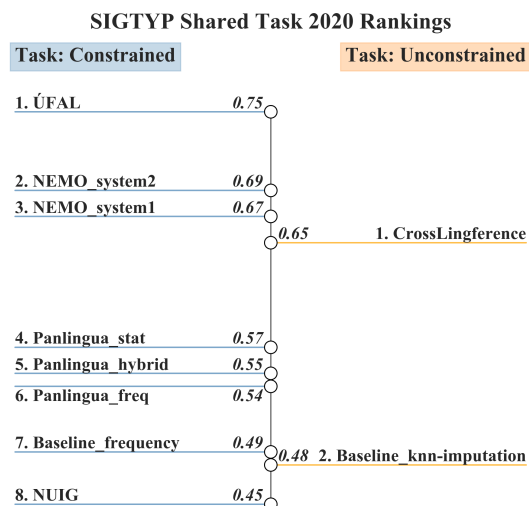 SIGTYP Shared Task 2020 Rankings
Task: Constrained
Task: Unconstrained
1. ÚFAL 0.75
2. NEMO_system2 0.69
3. NEMO_system1 0.67
0.65 1. CrossLingference
4. Panlingua_stat 0.57
5. Panlingua_hybrid 0.55
6. Panlingua_freq 0.54
7. Baseline_frequency 0.49
0.48 2. Baseline_knn-imputation
8. NUIG 0.45